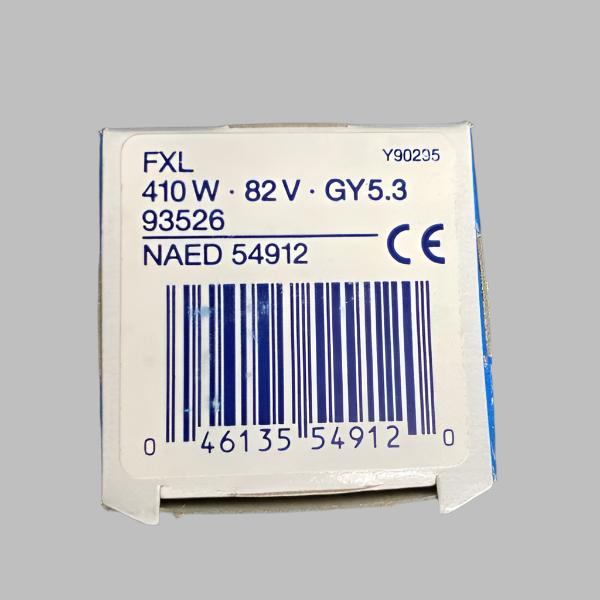 FXL
Y90295
410 W · 82 V · GY5.3
93526
NAED 54912
CE
0 46135 54912 0